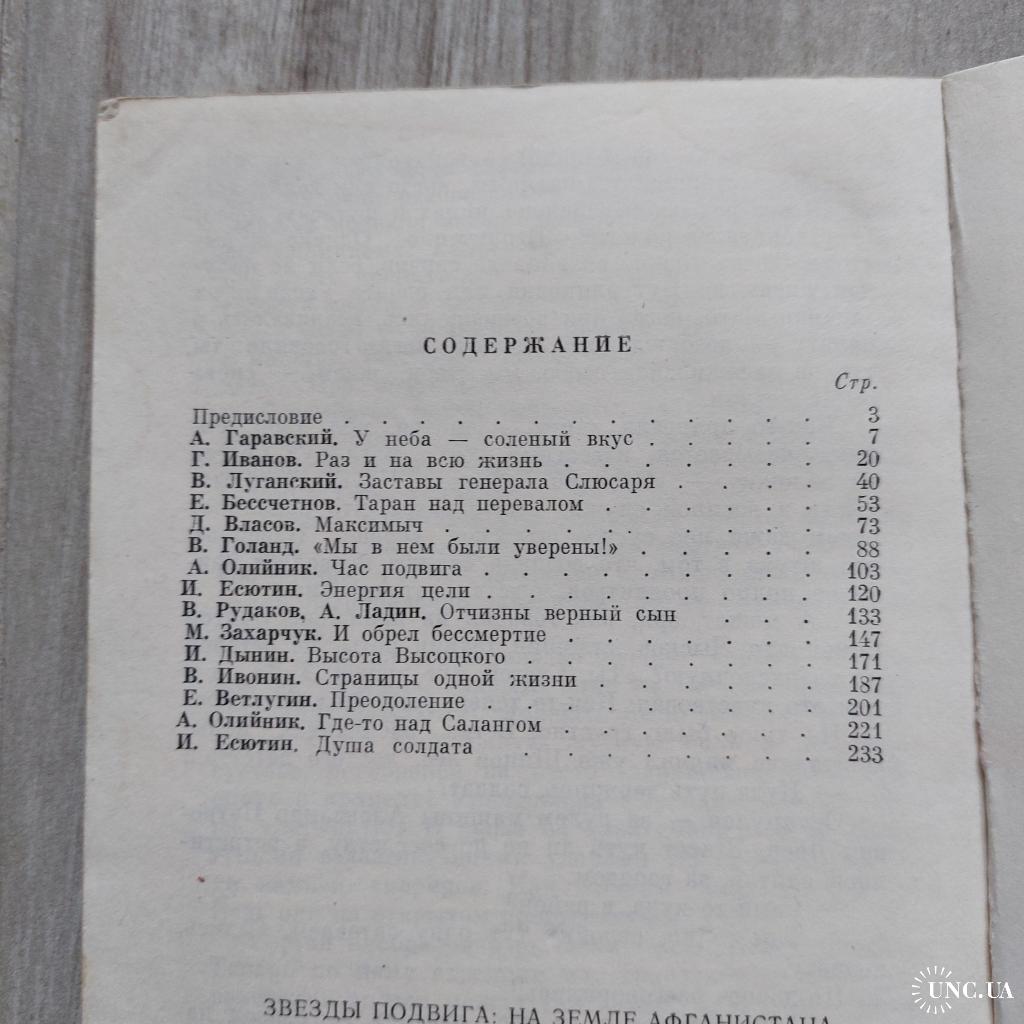 СОДЕРЖАНИЕ
Стр.
Предисловие . . . . . . . . . . . . 3
А. Гаравский. У неба — соленый вкус . . . . . 7
Г. Иванов. Раз и на всю жизнь . . . . . . . 20
В. Луганский. Заставы генерала Слюсаря . . . . 40
Е. Бессчетнов. Таран над перевалом . . . . . . 53
Д. Власов. Максимыч . . . . . . . . . 73
В. Голанд. «Мы в нем были уверены!» . . . . . 88
А. Олийник. Час подвига . . . . . . . . 103
И. Есютин. Энергия цели . . . . . . . . 120
В. Рудаков, А. Ладин. Отчизны верный сын . . . 133
М. Захарчук. И обрел бессмертие . . . . . . 147
И. Дынин. Высота Высоцкого . . . . . . . 171
В. Ивонин. Страницы одной жизни . . . . . 187
Е. Ветлугин. Преодоление . . . . . . . . 201
А. Олийник. Где-то над Салангом . . . . . . 221
И. Есютин. Душа солдата . . . . . . . 233
ЗВЕЗДЫ ПОДВИГА: НА ЗЕМЛЕ АФГАНИСТАНА
UNC.UA